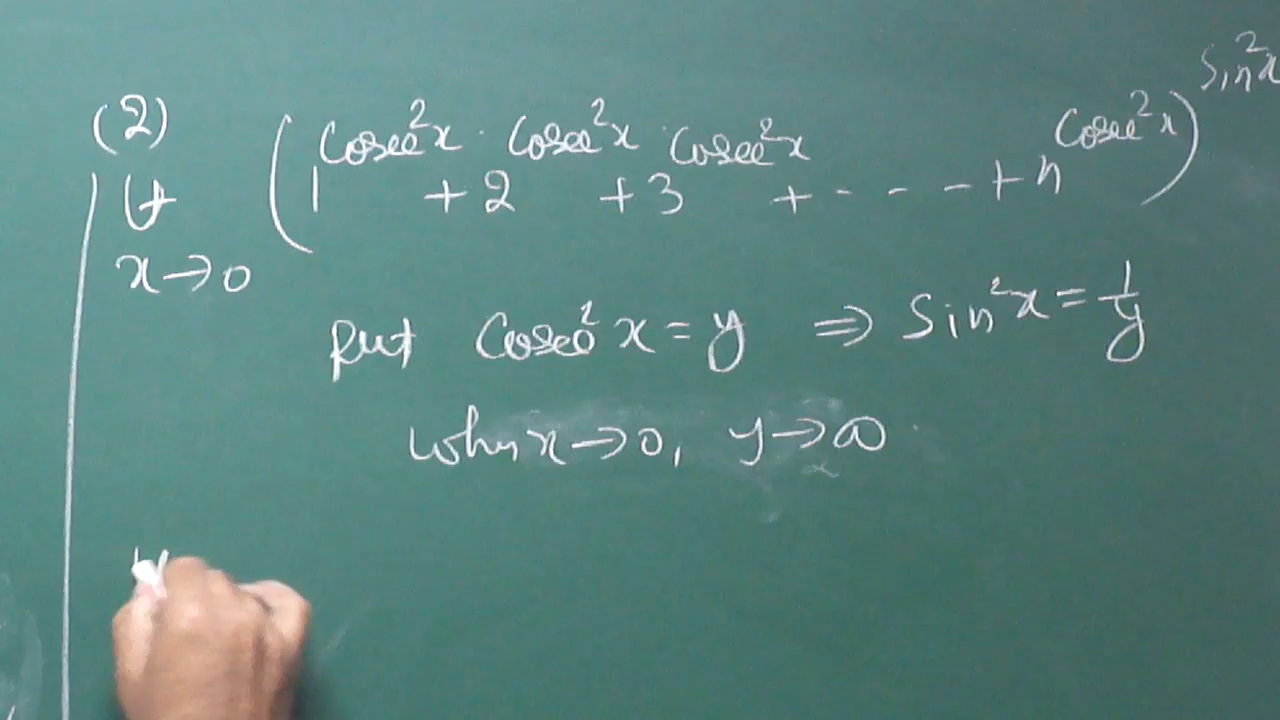 (2) Lt x→0 (1^cosec²x + 2^cosec²x + 3^cosec²x + - - - + n^cosec²x)^Sin²x
Put Cosec²x = y ⇒ Sin²x = 1/y
when x→0, y→∞